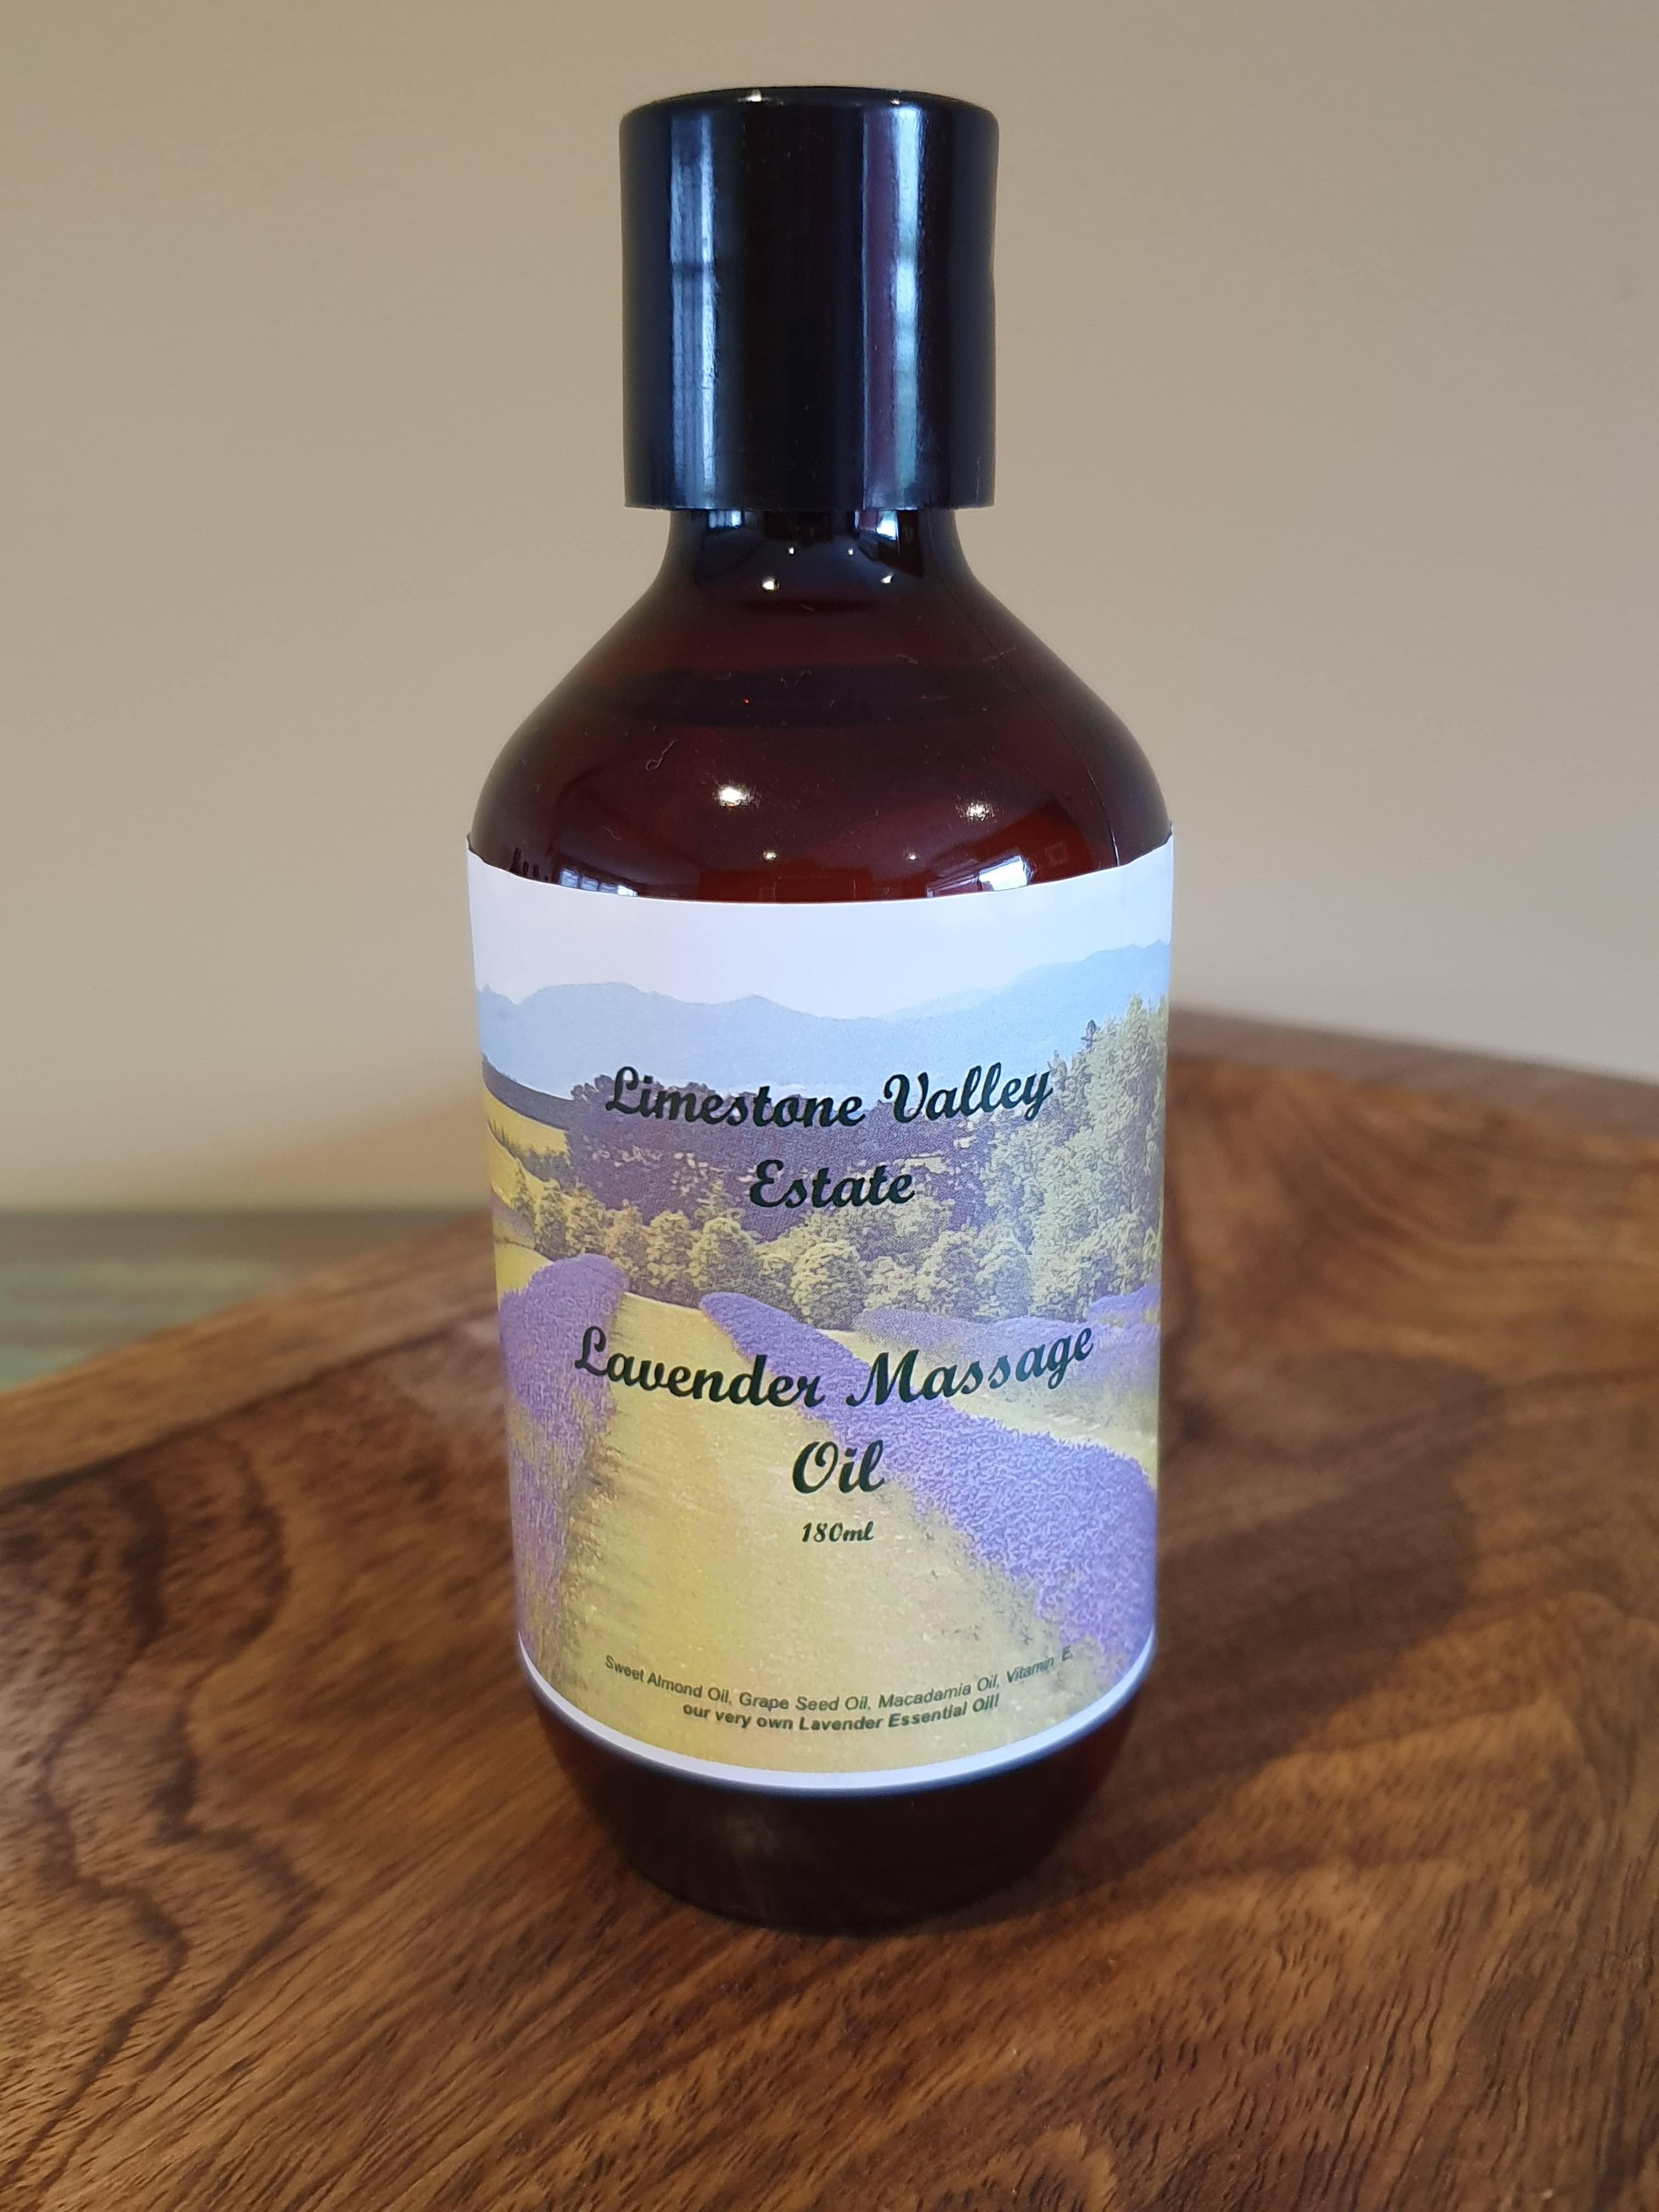 Limestone Valley
Estate
Lavender Massage
Oil
180ml
Sweet Almond Oil, Grape Seed Oil, Macadamia Oil, Vitamin E,
our very own Lavender Essential Oil!